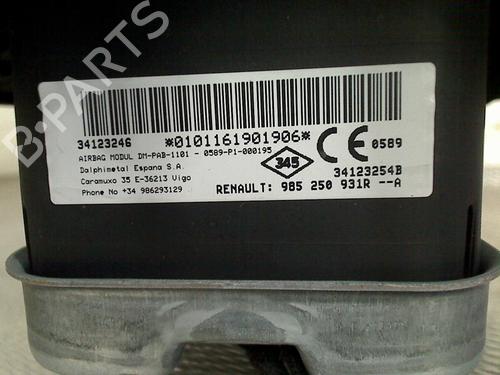 34123246 *0101161901906*
AIRBAG MODUL DM-PAB-1101 - 0589-P1-000195
Dalphimetal Espana S.A.
Caramuxo 35 E-36213 Vigo
Phone No +34 986293129
345
CE 0589
34123254B
RENAULT: 985 250 931R --A
B-PARTS